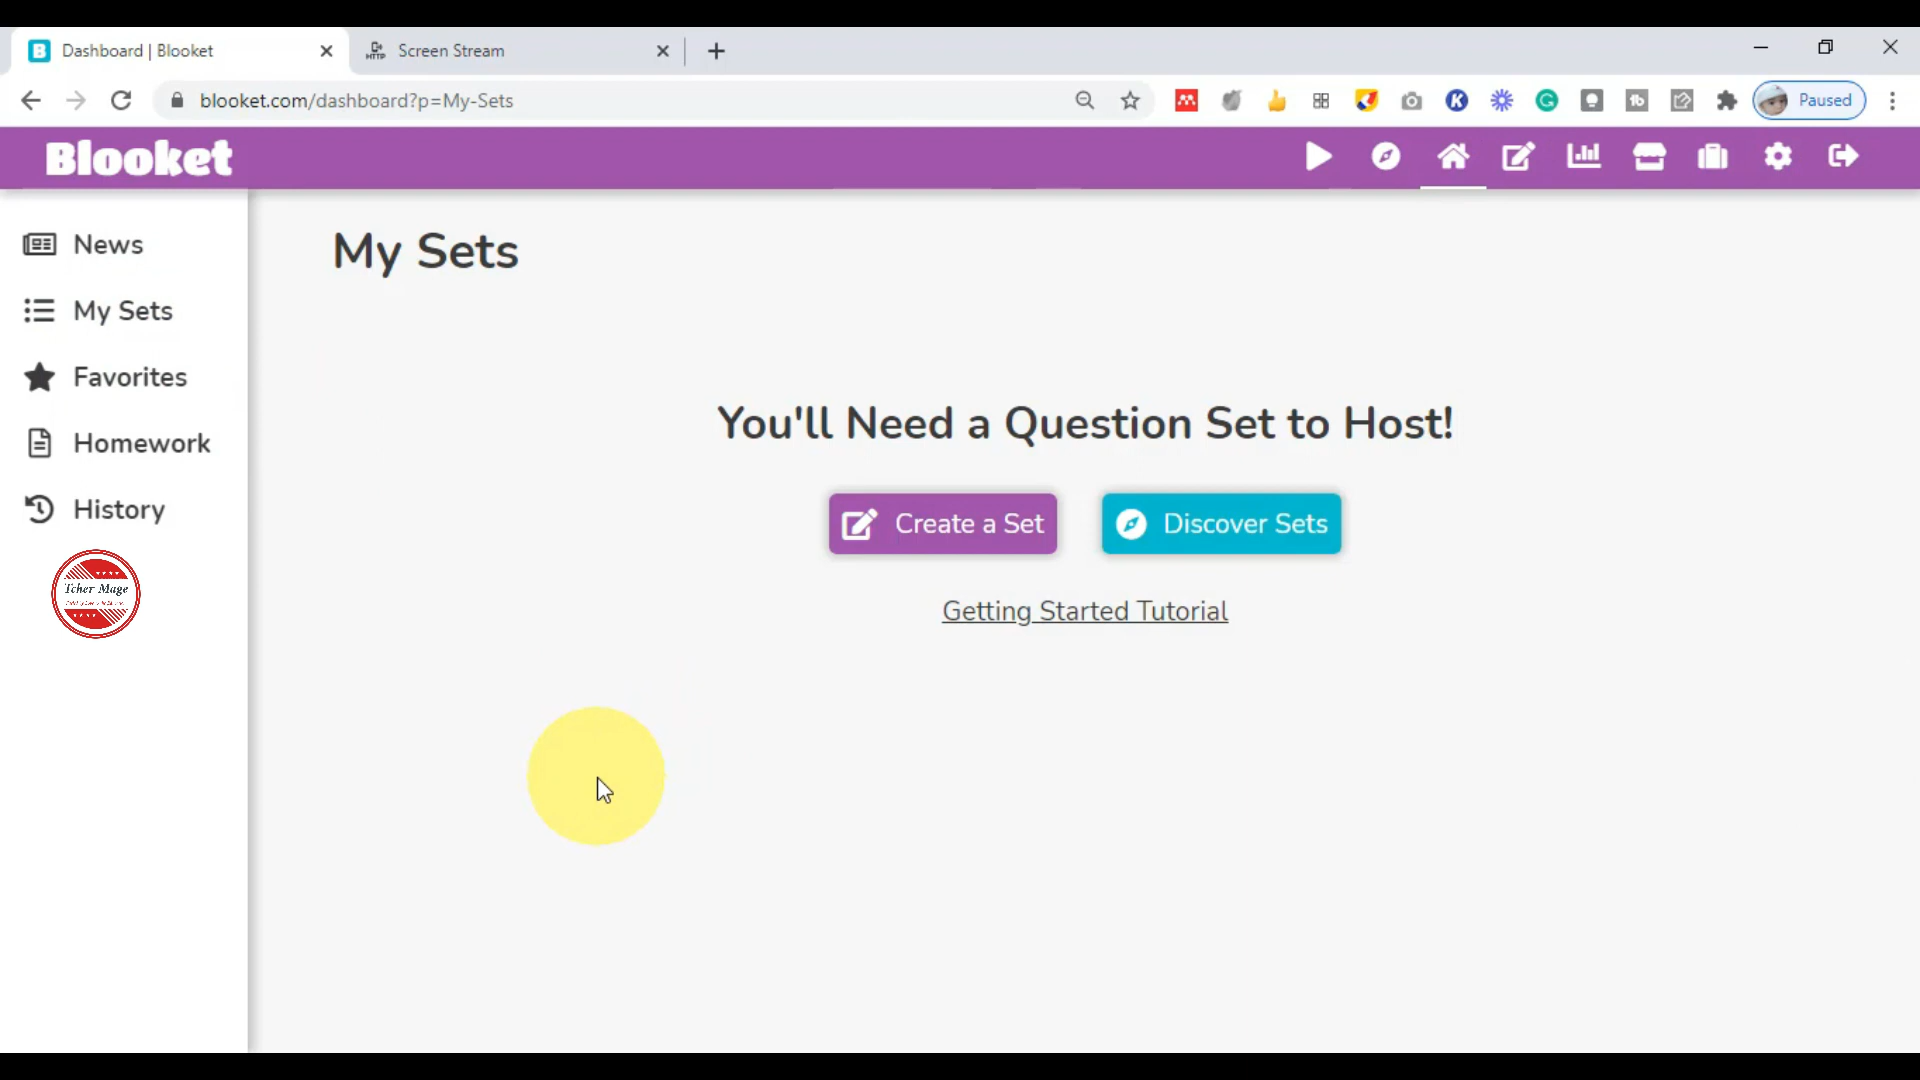 Dashboard | Blooket
Screen Stream
blooket.com/dashboard?p=My-Sets
Paused
Blooket
News
My Sets
Favorites
Homework
History
Tcher Mage
My Sets
You'll Need a Question Set to Host!
Create a Set
Discover Sets
Getting Started Tutorial